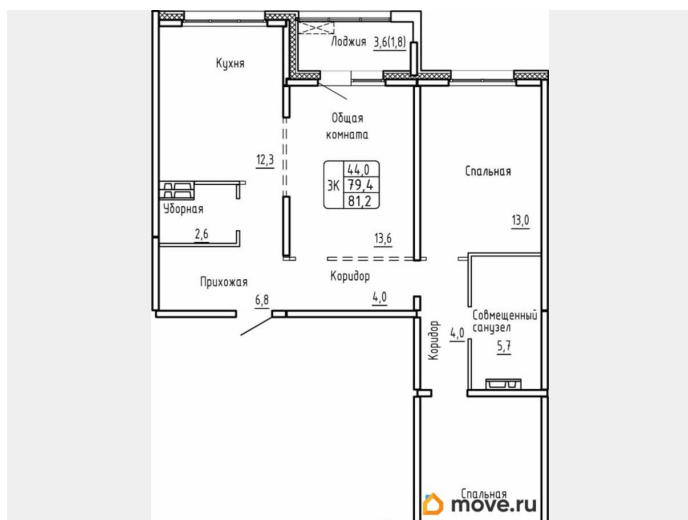 Лоджия 3,6(1,8)
Кухня
Общая
комната
12,3
44,0
3К 79,4
81,2
Спальная
Уборная
2,6
13,6
13,0
Прихожая
6,8
Коридор
4,0
Коридор
4,0
Совмещенный
санузел
5,7
Спальная
move.ru